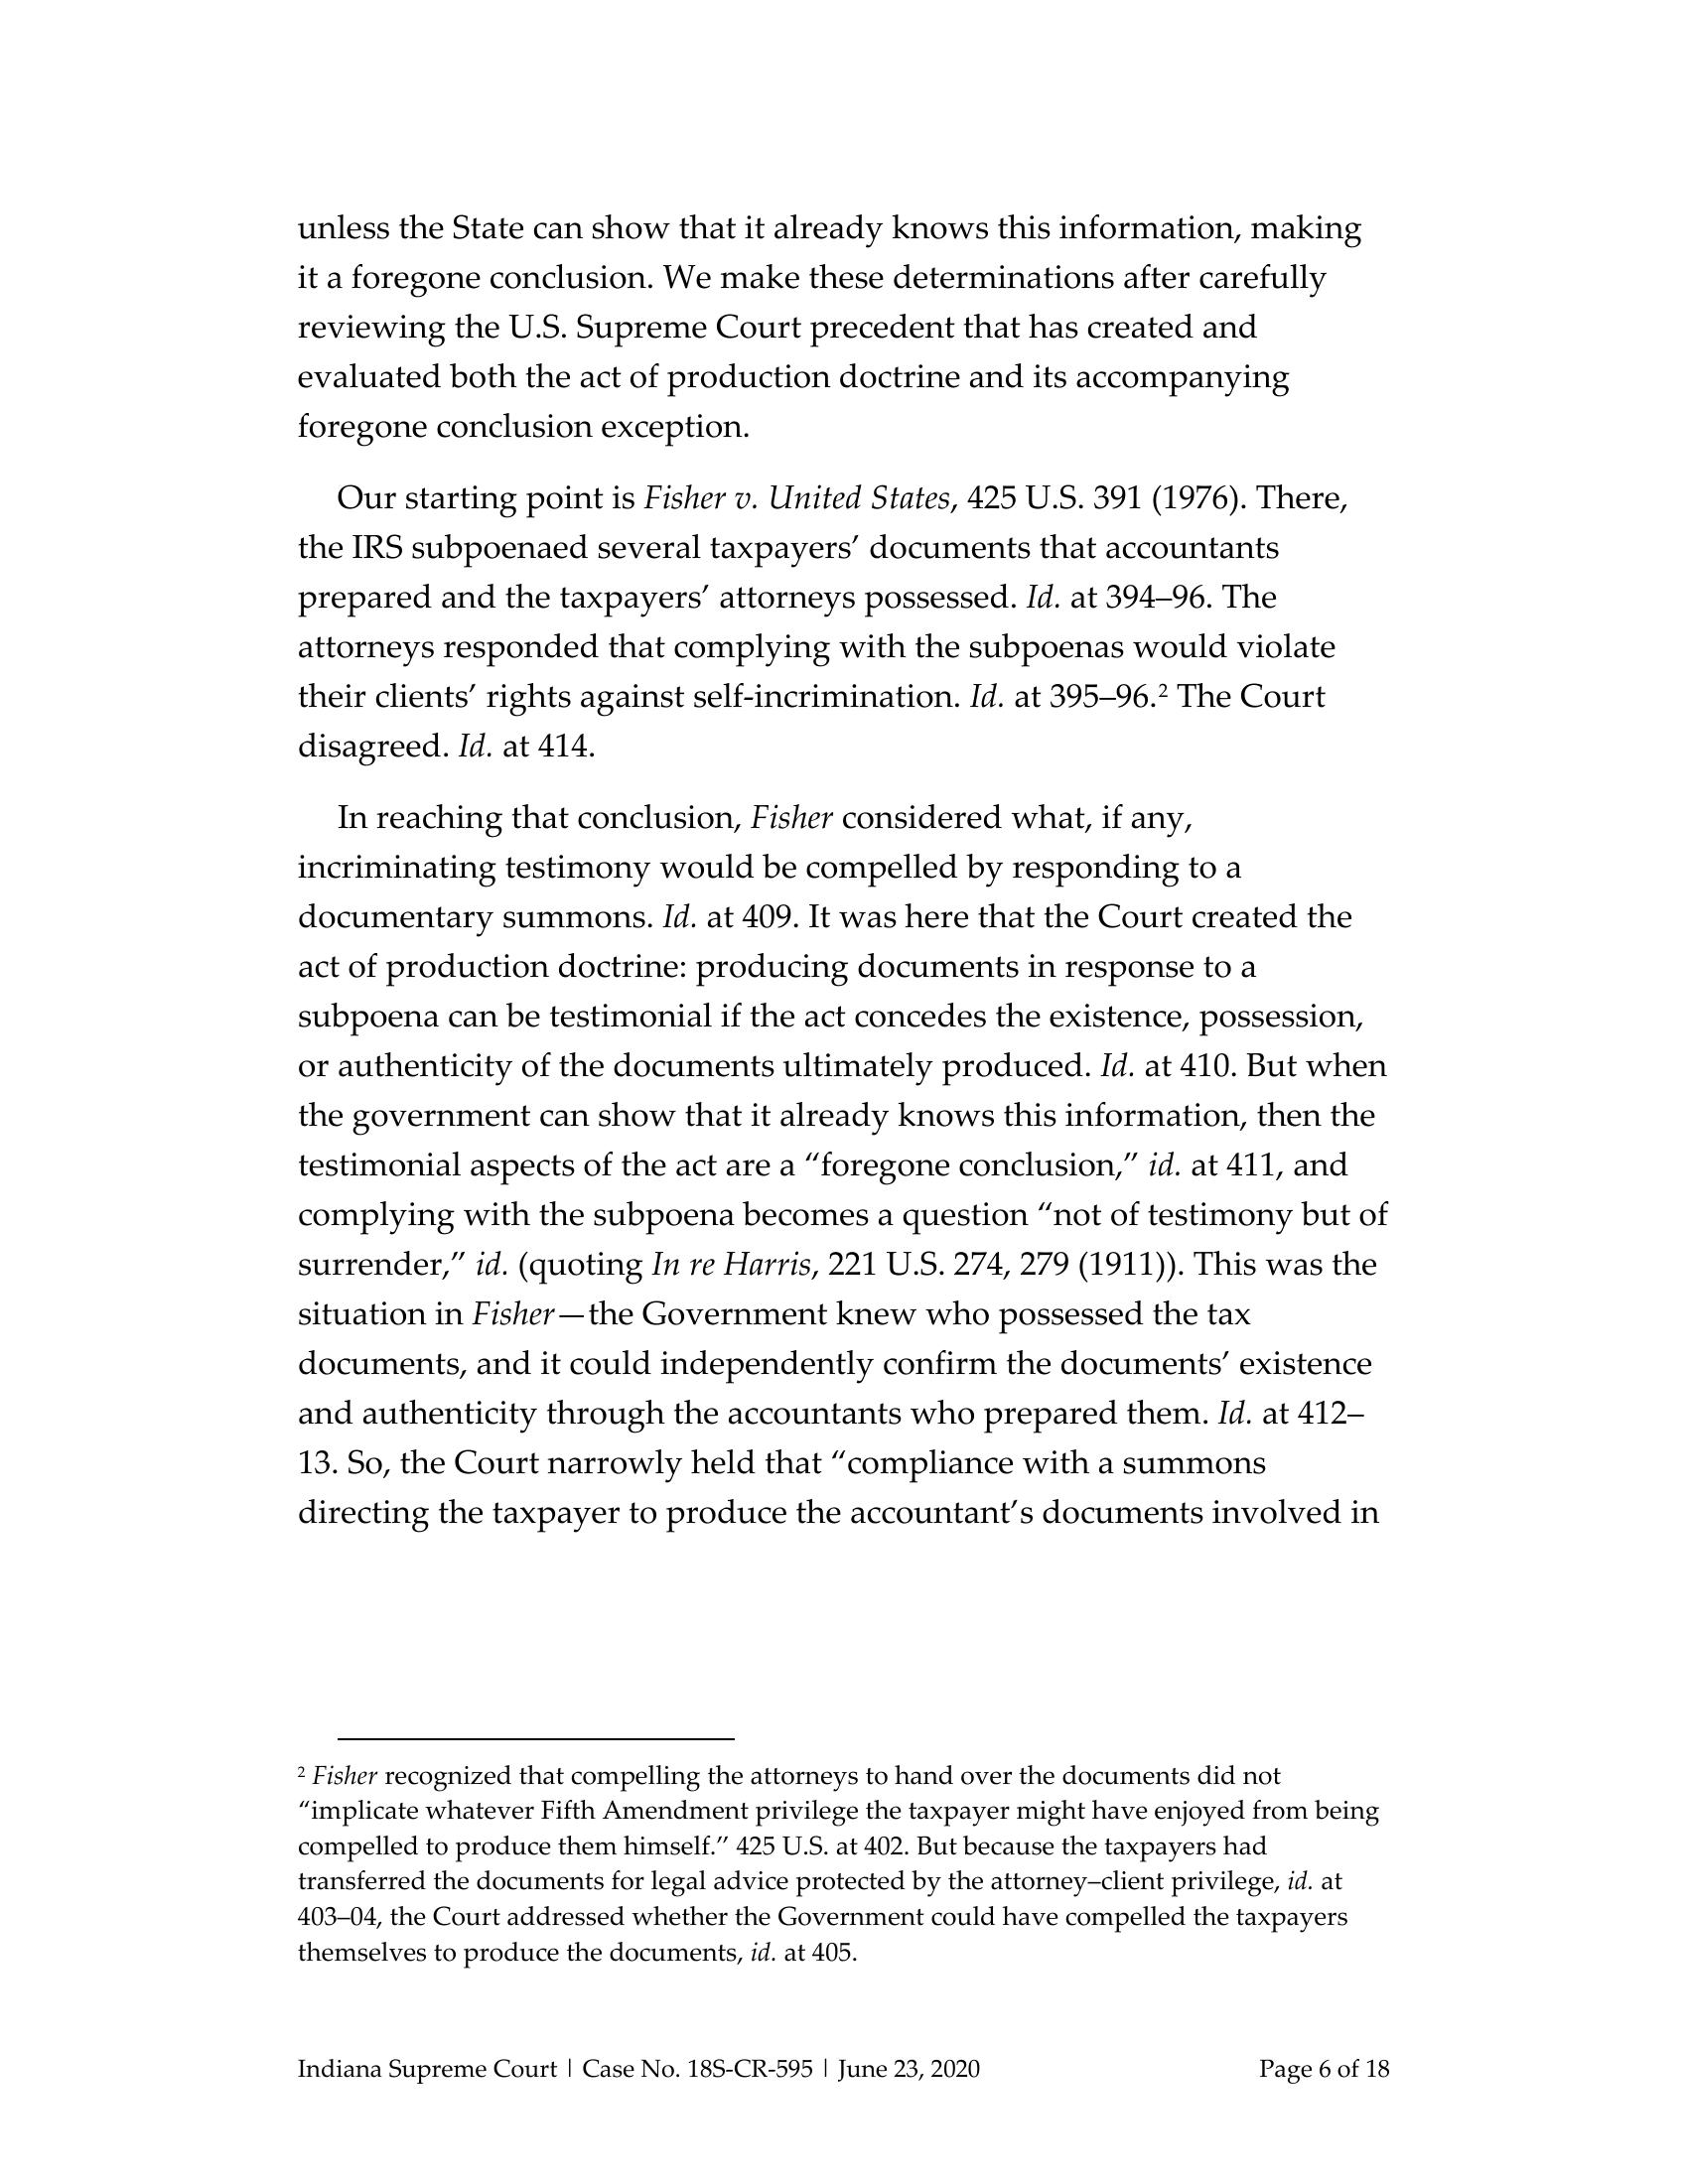 unless the State can show that it already knows this information, making
it a foregone conclusion. We make these determinations after carefully
reviewing the U.S. Supreme Court precedent that has created and
evaluated both the act of production doctrine and its accompanying
foregone conclusion exception.
Our starting point is Fisher v. United States, 425 U.S. 391 (1976). There,
the IRS subpoenaed several taxpayers’ documents that accountants
prepared and the taxpayers’ attorneys possessed. Id. at 394–96. The
attorneys responded that complying with the subpoenas would violate
their clients’ rights against self-incrimination. Id. at 395–96.² The Court
disagreed. Id. at 414.
In reaching that conclusion, Fisher considered what, if any,
incriminating testimony would be compelled by responding to a
documentary summons. Id. at 409. It was here that the Court created the
act of production doctrine: producing documents in response to a
subpoena can be testimonial if the act concedes the existence, possession,
or authenticity of the documents ultimately produced. Id. at 410. But when
the government can show that it already knows this information, then the
testimonial aspects of the act are a “foregone conclusion,” id. at 411, and
complying with the subpoena becomes a question “not of testimony but of
surrender,” id. (quoting In re Harris, 221 U.S. 274, 279 (1911)). This was the
situation in Fisher—the Government knew who possessed the tax
documents, and it could independently confirm the documents’ existence
and authenticity through the accountants who prepared them. Id. at 412–
13. So, the Court narrowly held that “compliance with a summons
directing the taxpayer to produce the accountant’s documents involved in
² Fisher recognized that compelling the attorneys to hand over the documents did not
“implicate whatever Fifth Amendment privilege the taxpayer might have enjoyed from being
compelled to produce them himself.” 425 U.S. at 402. But because the taxpayers had
transferred the documents for legal advice protected by the attorney–client privilege, id. at
403–04, the Court addressed whether the Government could have compelled the taxpayers
themselves to produce the documents, id. at 405.
Indiana Supreme Court | Case No. 18S-CR-595 | June 23, 2020 Page 6 of 18